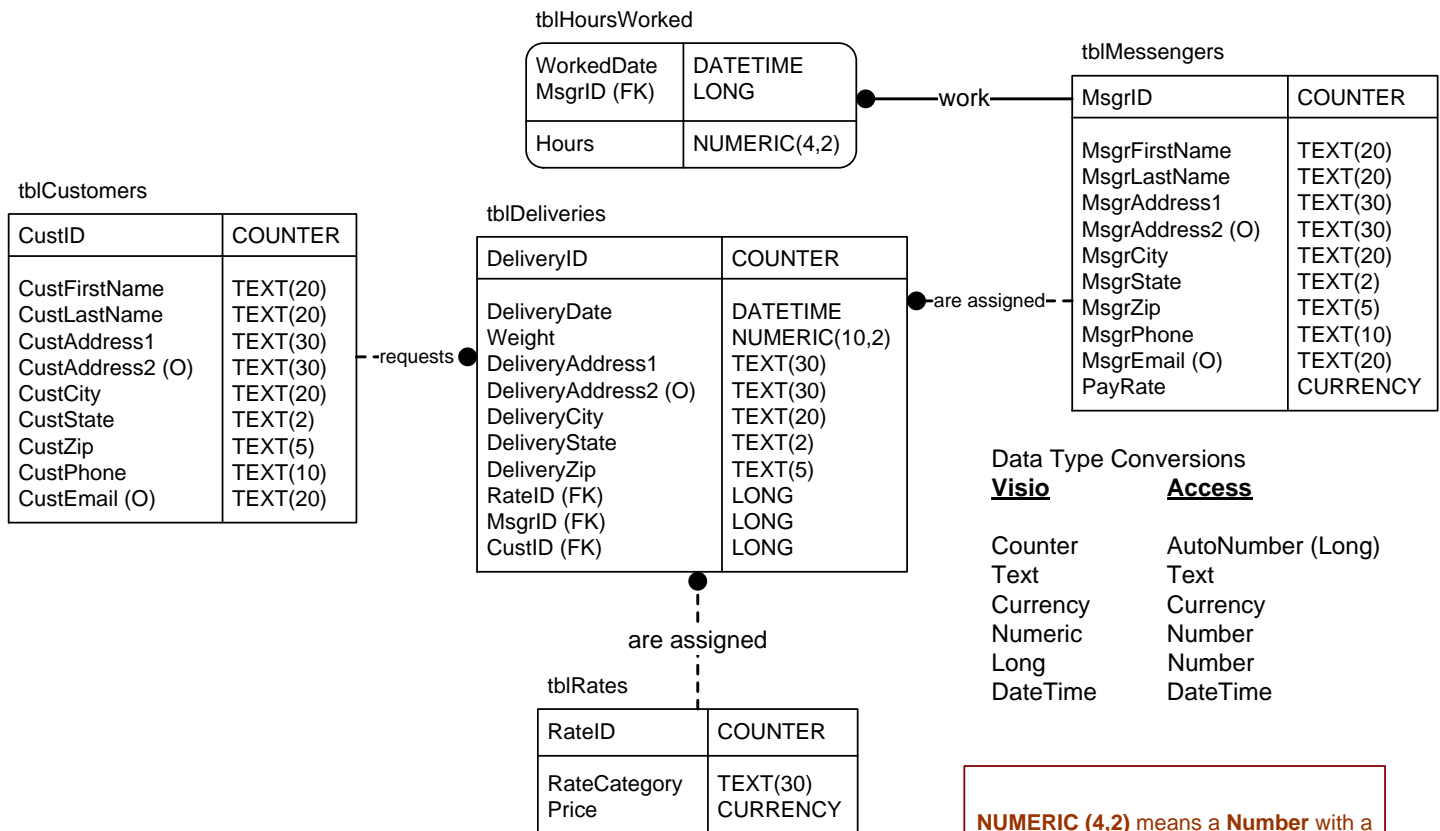 tblHoursWorked
WorkedDate DATETIME
MsgrID (FK) LONG
Hours NUMERIC(4,2)
work
tblMessengers
MsgrID COUNTER
MsgrFirstName TEXT(20)
MsgrLastName TEXT(20)
MsgrAddress1 TEXT(30)
MsgrAddress2 (O) TEXT(30)
MsgrCity TEXT(20)
MsgrState TEXT(2)
MsgrZip TEXT(5)
MsgrPhone TEXT(10)
MsgrEmail (O) TEXT(20)
PayRate CURRENCY
tblCustomers
CustID COUNTER
CustFirstName TEXT(20)
CustLastName TEXT(20)
CustAddress1 TEXT(30)
CustAddress2 (O) TEXT(30)
CustCity TEXT(20)
CustState TEXT(2)
CustZip TEXT(5)
CustPhone TEXT(10)
CustEmail (O) TEXT(20)
requests
tblDeliveries
DeliveryID COUNTER
DeliveryDate DATETIME
Weight NUMERIC(10,2)
DeliveryAddress1 TEXT(30)
DeliveryAddress2 (O) TEXT(30)
DeliveryCity TEXT(20)
DeliveryState TEXT(2)
DeliveryZip TEXT(5)
RateID (FK) LONG
MsgrID (FK) LONG
CustID (FK) LONG
are assigned
are assigned
tblRates
RateID COUNTER
RateCategory TEXT(30)
Price CURRENCY
Data Type Conversions
Visio Access
Counter AutoNumber (Long)
Text Text
Currency Currency
Numeric Number
Long Number
DateTime DateTime
NUMERIC (4,2) means a Number with a